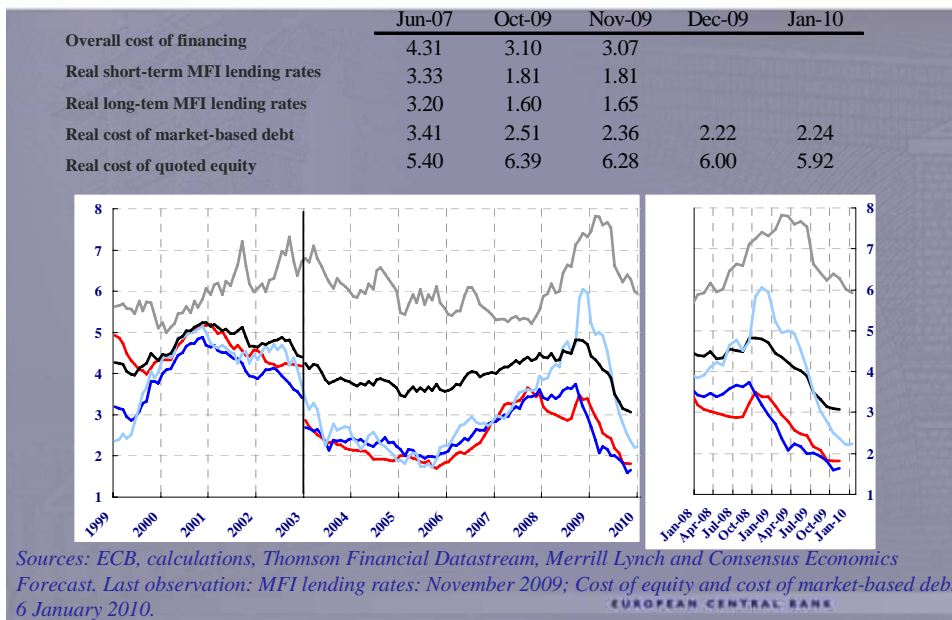 Jun-07 Oct-09 Nov-09 Dec-09 Jan-10
Overall cost of financing 4.31 3.10 3.07
Real short-term MFI lending rates 3.33 1.81 1.81
Real long-tem MFI lending rates 3.20 1.60 1.65
Real cost of market-based debt 3.41 2.51 2.36 2.22 2.24
Real cost of quoted equity 5.40 6.39 6.28 6.00 5.92
8 8
7 7
6 6
5 5
4 4
3 3
2 2
1 1
1999 2000 2001 2002 2003 2004 2005 2006 2007 2008 2009 2010
Jan-08 Apr-08 Jul-08 Oct-08 Jan-09 Apr-09 Jul-09 Oct-09 Jan-10
Sources: ECB, calculations, Thomson Financial Datastream, Merrill Lynch and Consensus Economics
Forecast. Last observation: MFI lending rates: November 2009; Cost of equity and cost of market-based deb
6 January 2010.
EUROPEAN CENTRAL BANK